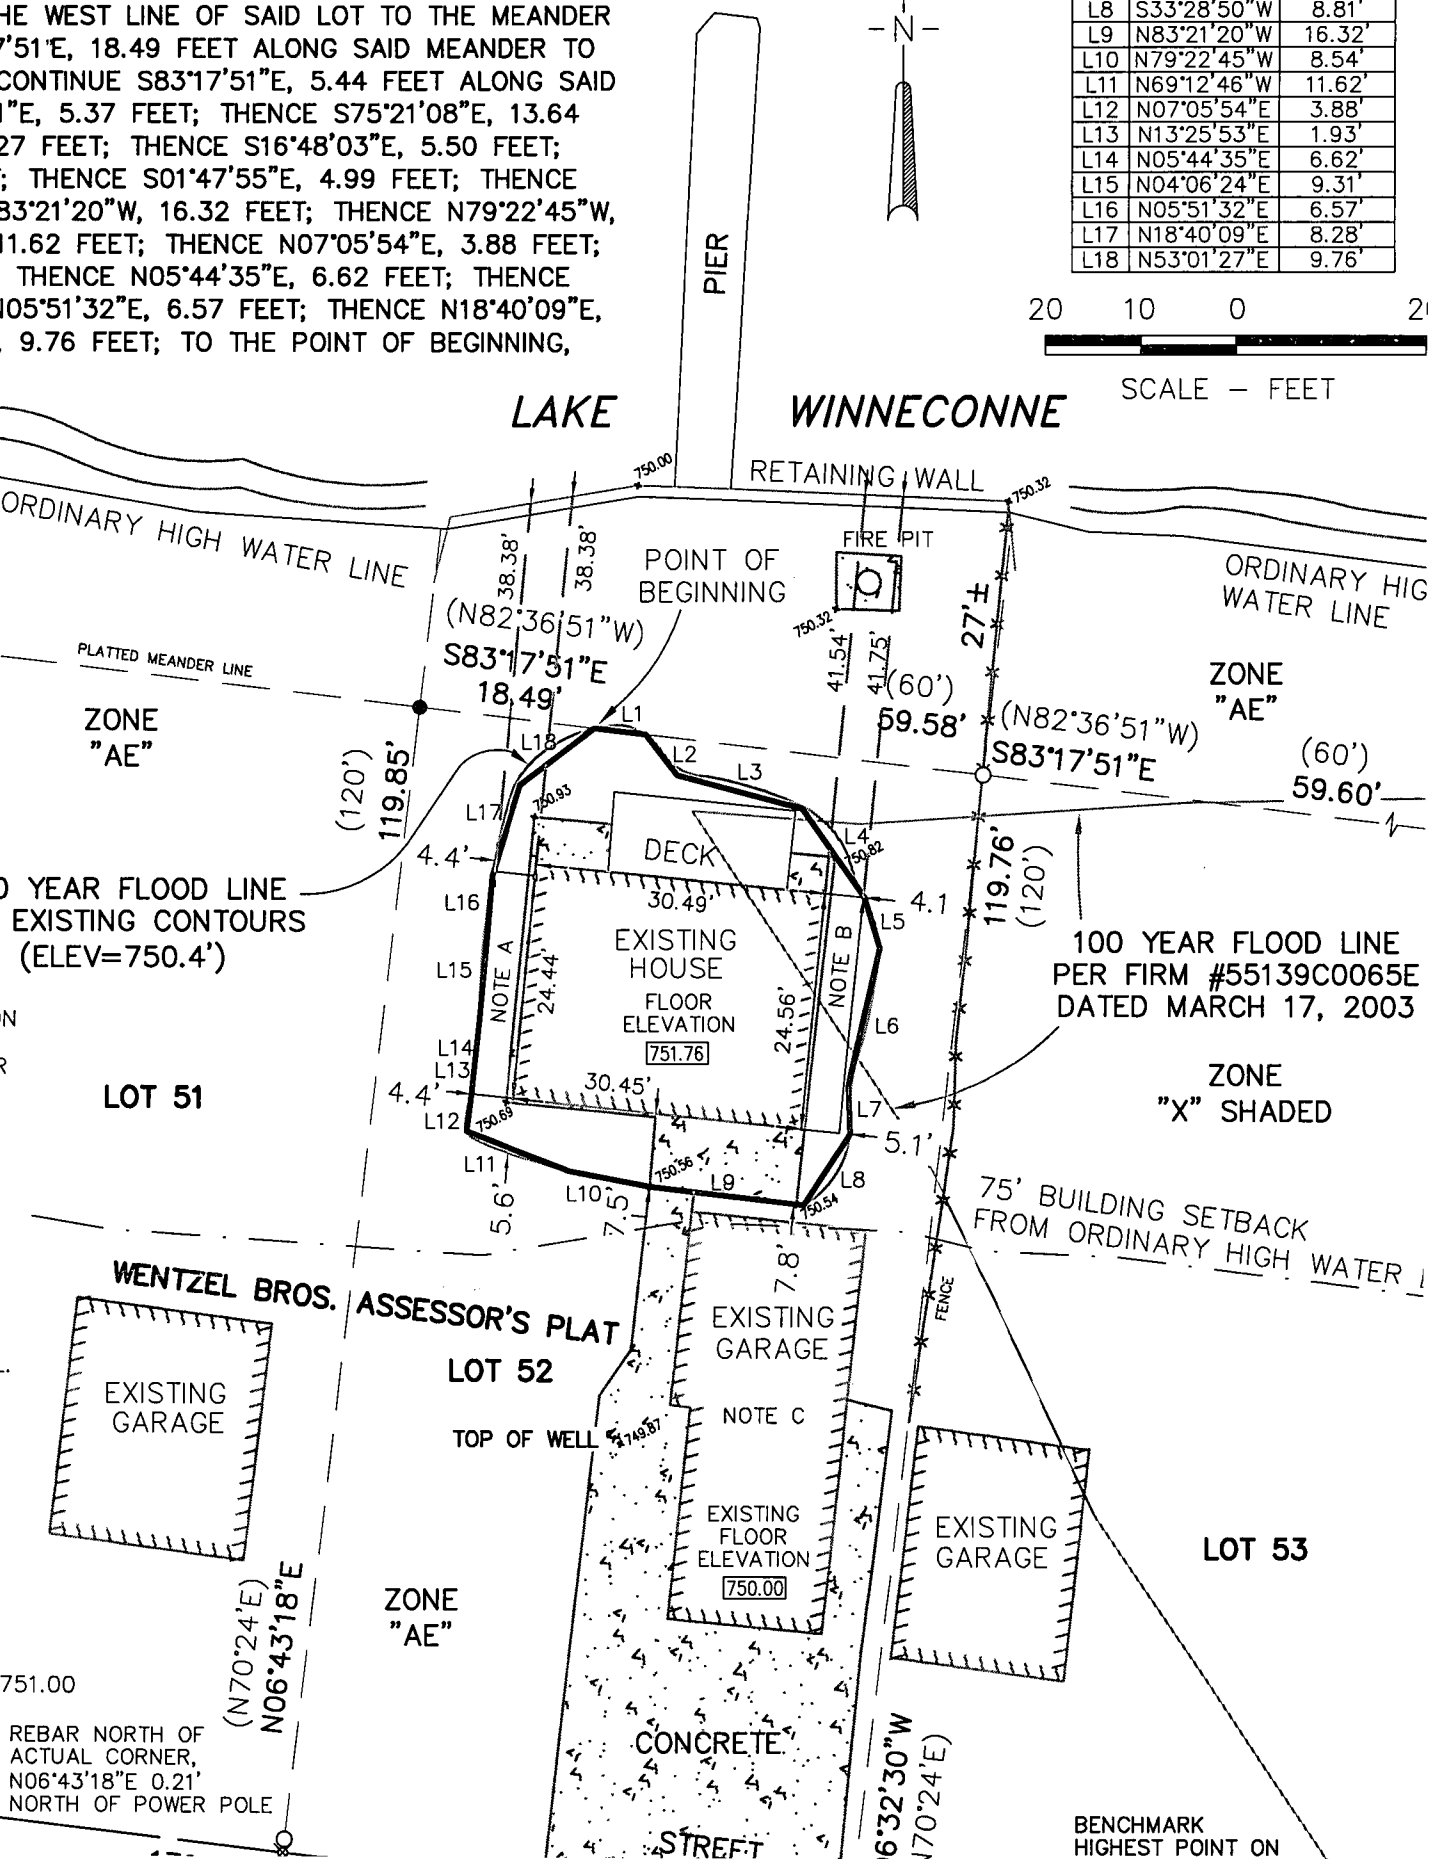 HE WEST LINE OF SAID LOT TO THE MEANDER
7'51"E, 18.49 FEET ALONG SAID MEANDER TO
CONTINUE S83°17'51"E, 5.44 FEET ALONG SAID
"E, 5.37 FEET; THENCE S75°21'08"E, 13.64
27 FEET; THENCE S16°48'03"E, 5.50 FEET;
; THENCE S01°47'55"E, 4.99 FEET; THENCE
83°21'20"W, 16.32 FEET; THENCE N79°22'45"W,
11.62 FEET; THENCE N07°05'54"E, 3.88 FEET;
THENCE N05°44'35"E, 6.62 FEET; THENCE
N05°51'32"E, 6.57 FEET; THENCE N18°40'09"E,
, 9.76 FEET; TO THE POINT OF BEGINNING,
-N-
L8 S33°28'50"W 8.81'
L9 N83°21'20"W 16.32'
L10 N79°22'45"W 8.54'
L11 N69°12'46"W 11.62'
L12 N07°05'54"E 3.88'
L13 N13°25'53"E 1.93'
L14 N05°44'35"E 6.62'
L15 N04°06'24"E 9.31'
L16 N05°51'32"E 6.57'
L17 N18°40'09"E 8.28'
L18 N53°01'27"E 9.76'
20 10 0
SCALE - FEET
PIER
LAKE WINNECONNE
750.00
RETAINING WALL
750.32
ORDINARY HIGH WATER LINE
38.38'
38.38'
POINT OF
BEGINNING
FIRE PIT
750.32
27'±
ORDINARY HIG
WATER LINE
(N82°36'51"W)
S83°17'51"E
18.49'
41.54'
41.75'
(60')
59.58'
(N82°36'51"W)
S83°17'51"E
PLATTED MEANDER LINE
ZONE
"AE"
ZONE
"AE"
(60')
59.60'
(120')
119.85'
L1
L2
L3
L18
L17
750.93
DECK
L4
750.82
119.76'
(120')
4.4'
30.49'
4.1
0 YEAR FLOOD LINE
EXISTING CONTOURS
(ELEV=750.4')
L16
L5
NOTE A
EXISTING
HOUSE
NOTE B
100 YEAR FLOOD LINE
PER FIRM #55139C0065E
DATED MARCH 17, 2003
L15
24.44
FLOOR
ELEVATION
751.76
24.56'
L6
ON
R
L14
L13
4.4'
30.45'
LOT 51
ZONE
"X" SHADED
L12
750.69
L7
5.1'
L11
L10
750.56
L9
L8
750.54
5.6'
7.5'
7.8'
75' BUILDING SETBACK
FROM ORDINARY HIGH WATER
WENTZEL BROS. ASSESSOR'S PLAT
LOT 52
FENCE
EXISTING
GARAGE
EXISTING
GARAGE
NOTE C
TOP OF WELL
749.87
EXISTING
FLOOR
ELEVATION
750.00
EXISTING
GARAGE
LOT 53
ZONE
"AE"
(N70°24'E)
N06°43'18"E
751.00
REBAR NORTH OF
ACTUAL CORNER,
N06°43'18"E 0.21'
NORTH OF POWER POLE
CONCRETE
STREET
6°32'30"W
N70°24'E)
BENCHMARK
HIGHEST POINT ON